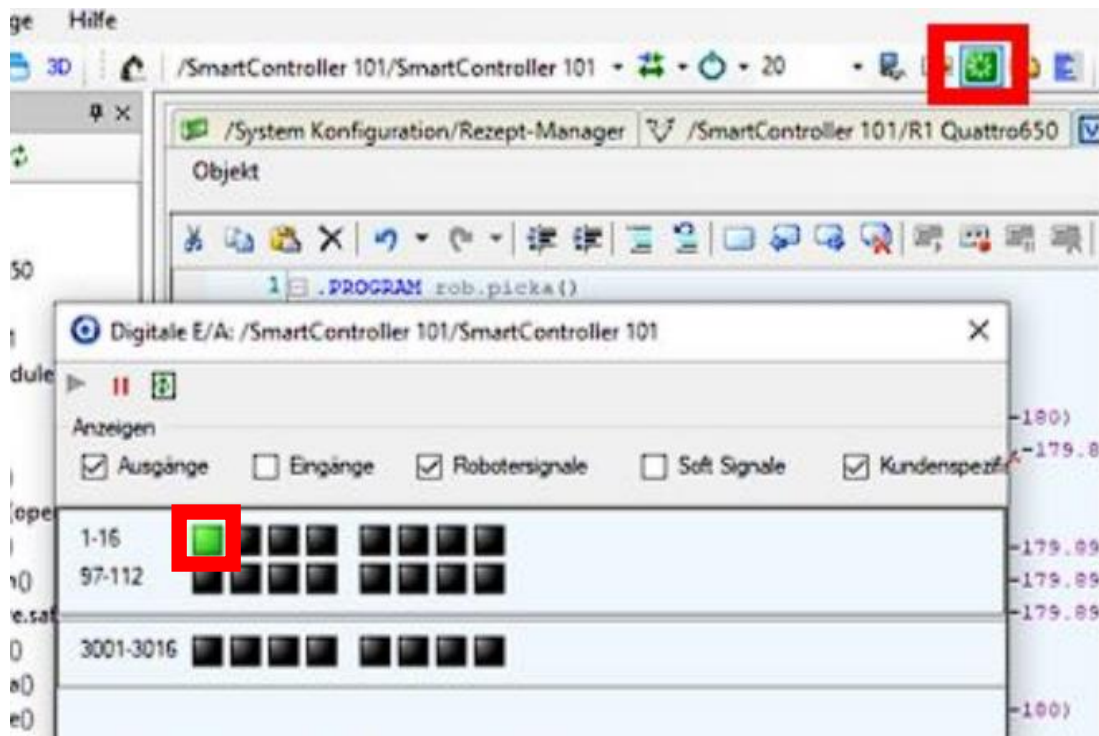 ge Hilfe
3D /SmartController 101/SmartController 101 20
/System Konfiguration/Rezept-Manager /SmartController 101/R1 Quattro650
Objekt
50
1 .PROGRAM rob.picka()
Digitale E/A: /SmartController 101/SmartController 101
dule
Anzeigen
-180)
Ausgänge Eingänge Robotersignale Soft Signale Kundenspezifi
-179.8
(ope
1-16
-179.89
97-112
-179.89
e.saf
-179.89
3001-3016
a()
e()
-180)